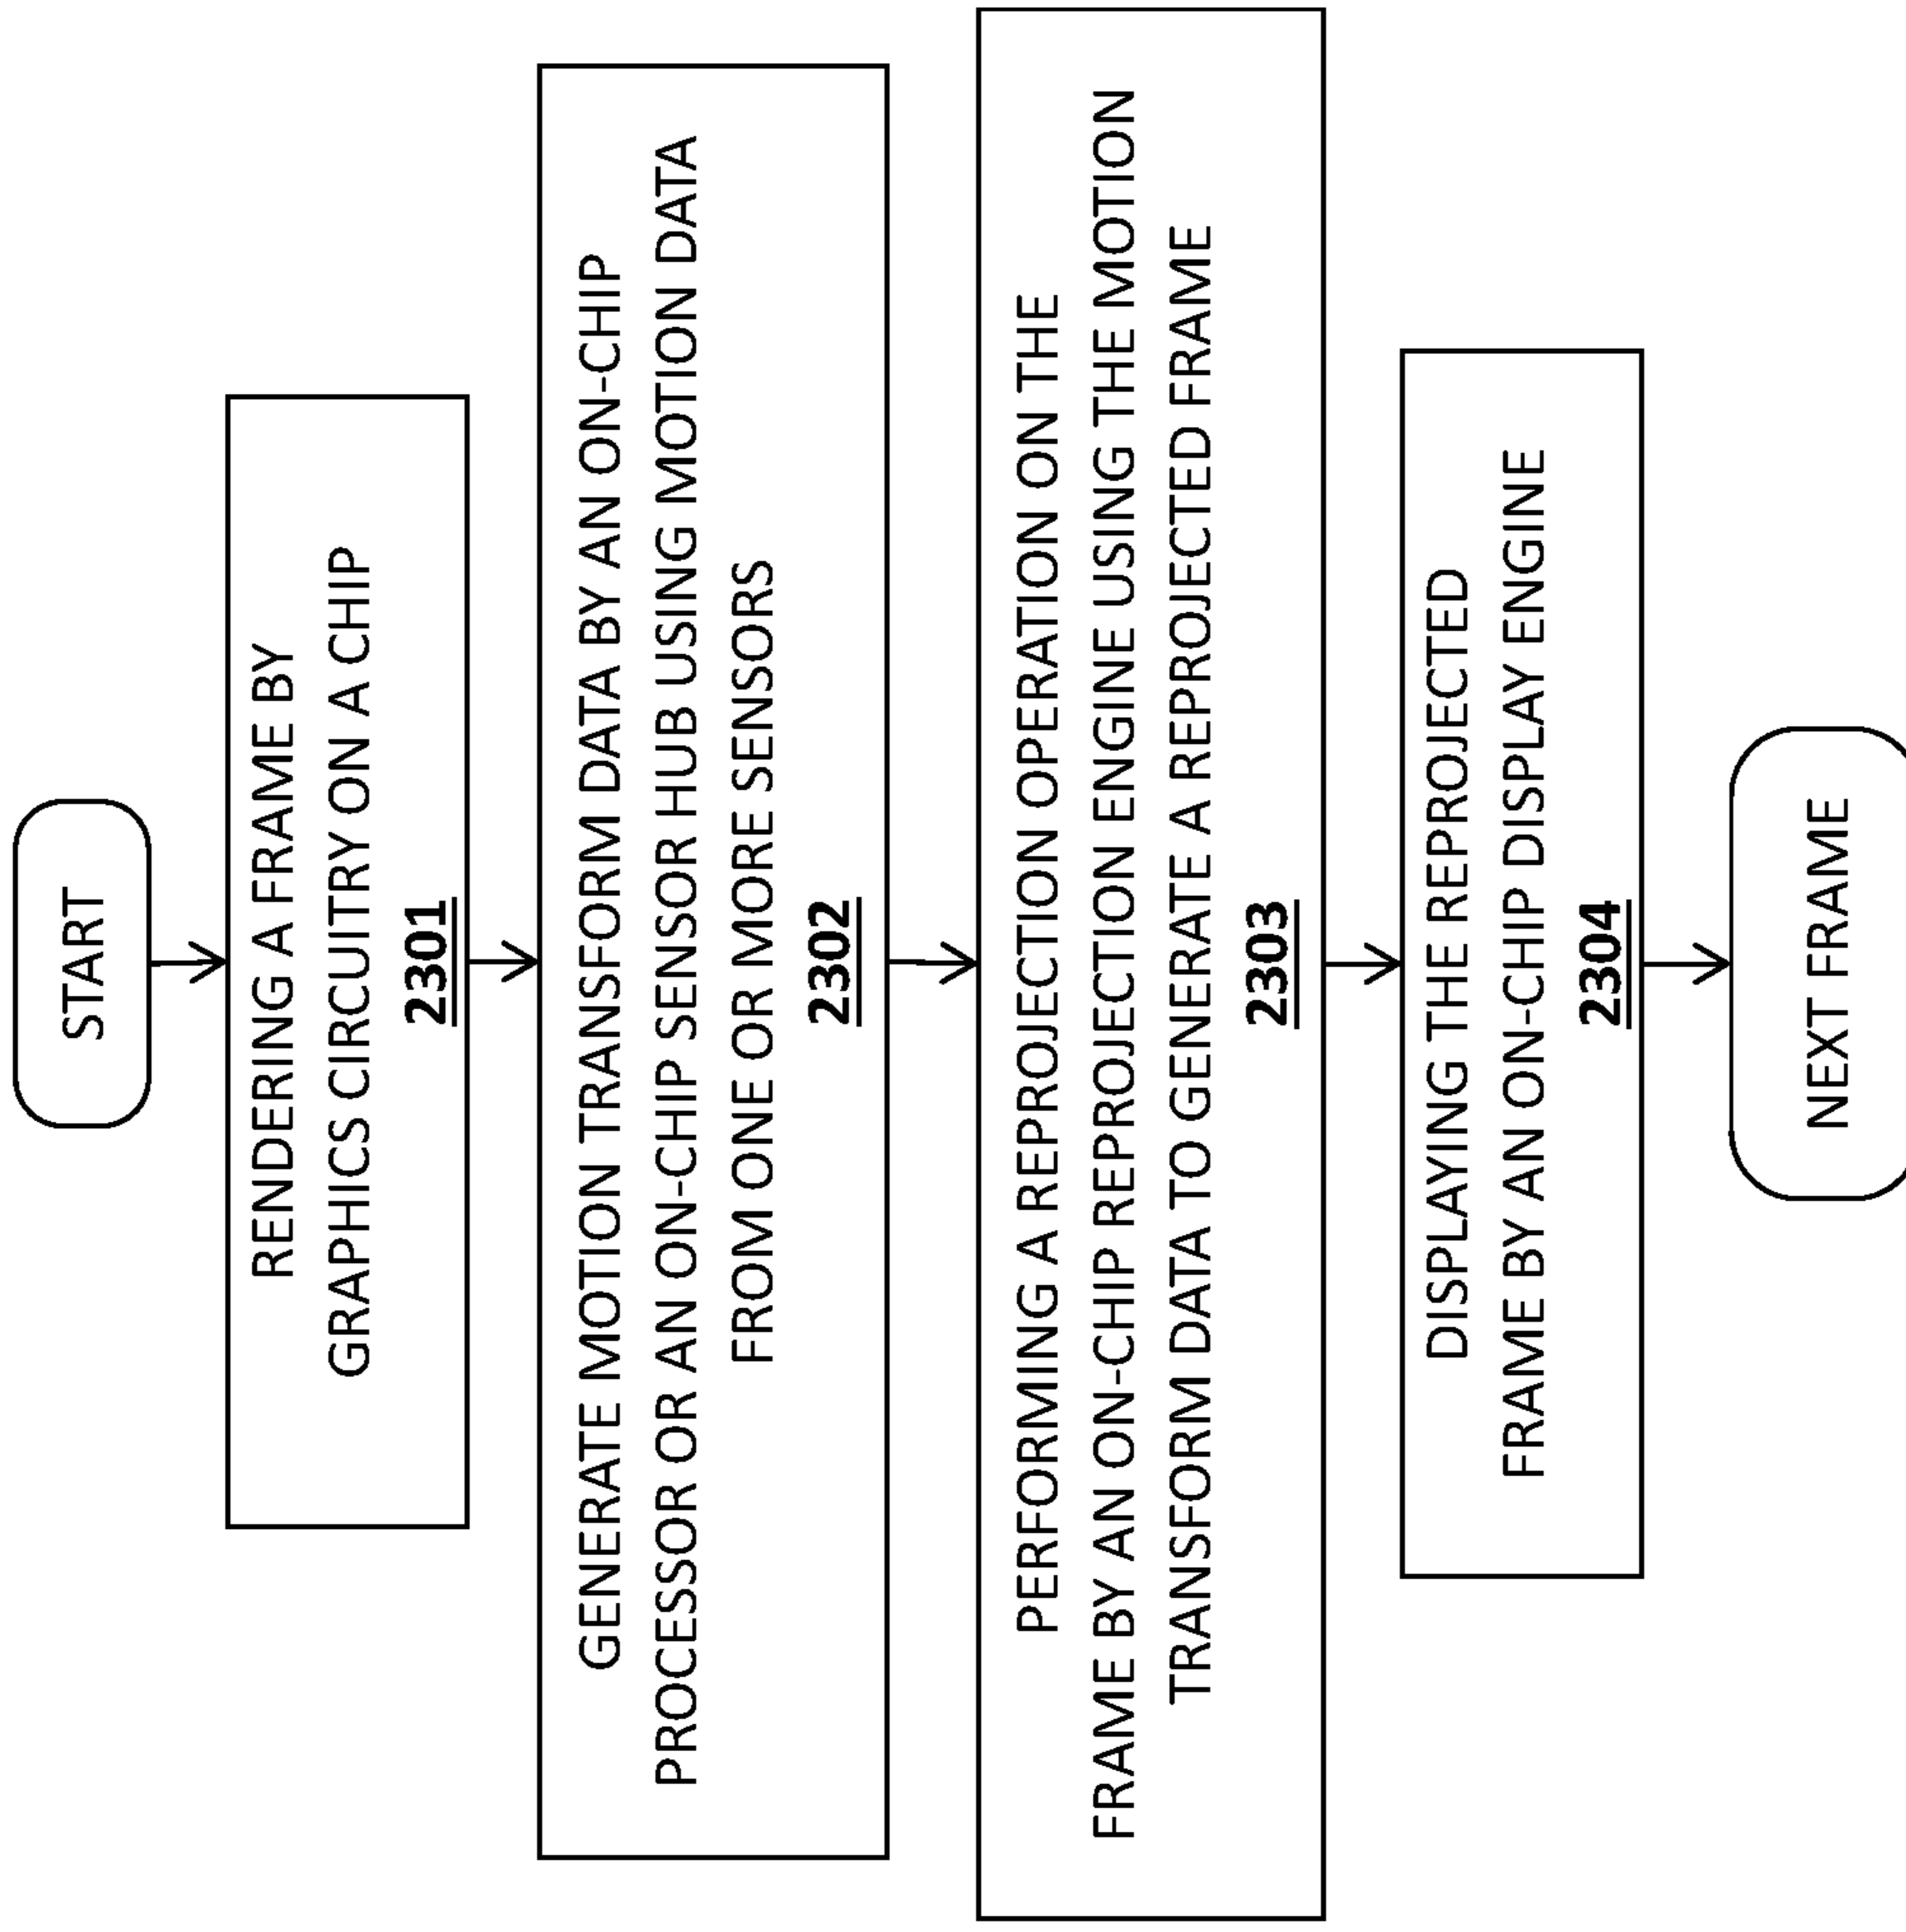 START
RENDERING A FRAME BY
GRAPHICS CIRCUITRY ON A CHIP
2301
GENERATE MOTION TRANSFORM DATA BY AN ON-CHIP
PROCESSOR OR AN ON-CHIP SENSOR HUB USING MOTION DATA
FROM ONE OR MORE SENSORS
2302
PERFORMING A REPROJECTION OPERATION ON THE
FRAME BY AN ON-CHIP REPROJECTION ENGINE USING THE MOTION
TRANSFORM DATA TO GENERATE A REPROJECTED FRAME
2303
DISPLAYING THE REPROJECTED
FRAME BY AN ON-CHIP DISPLAY ENGINE
2304
NEXT FRAME